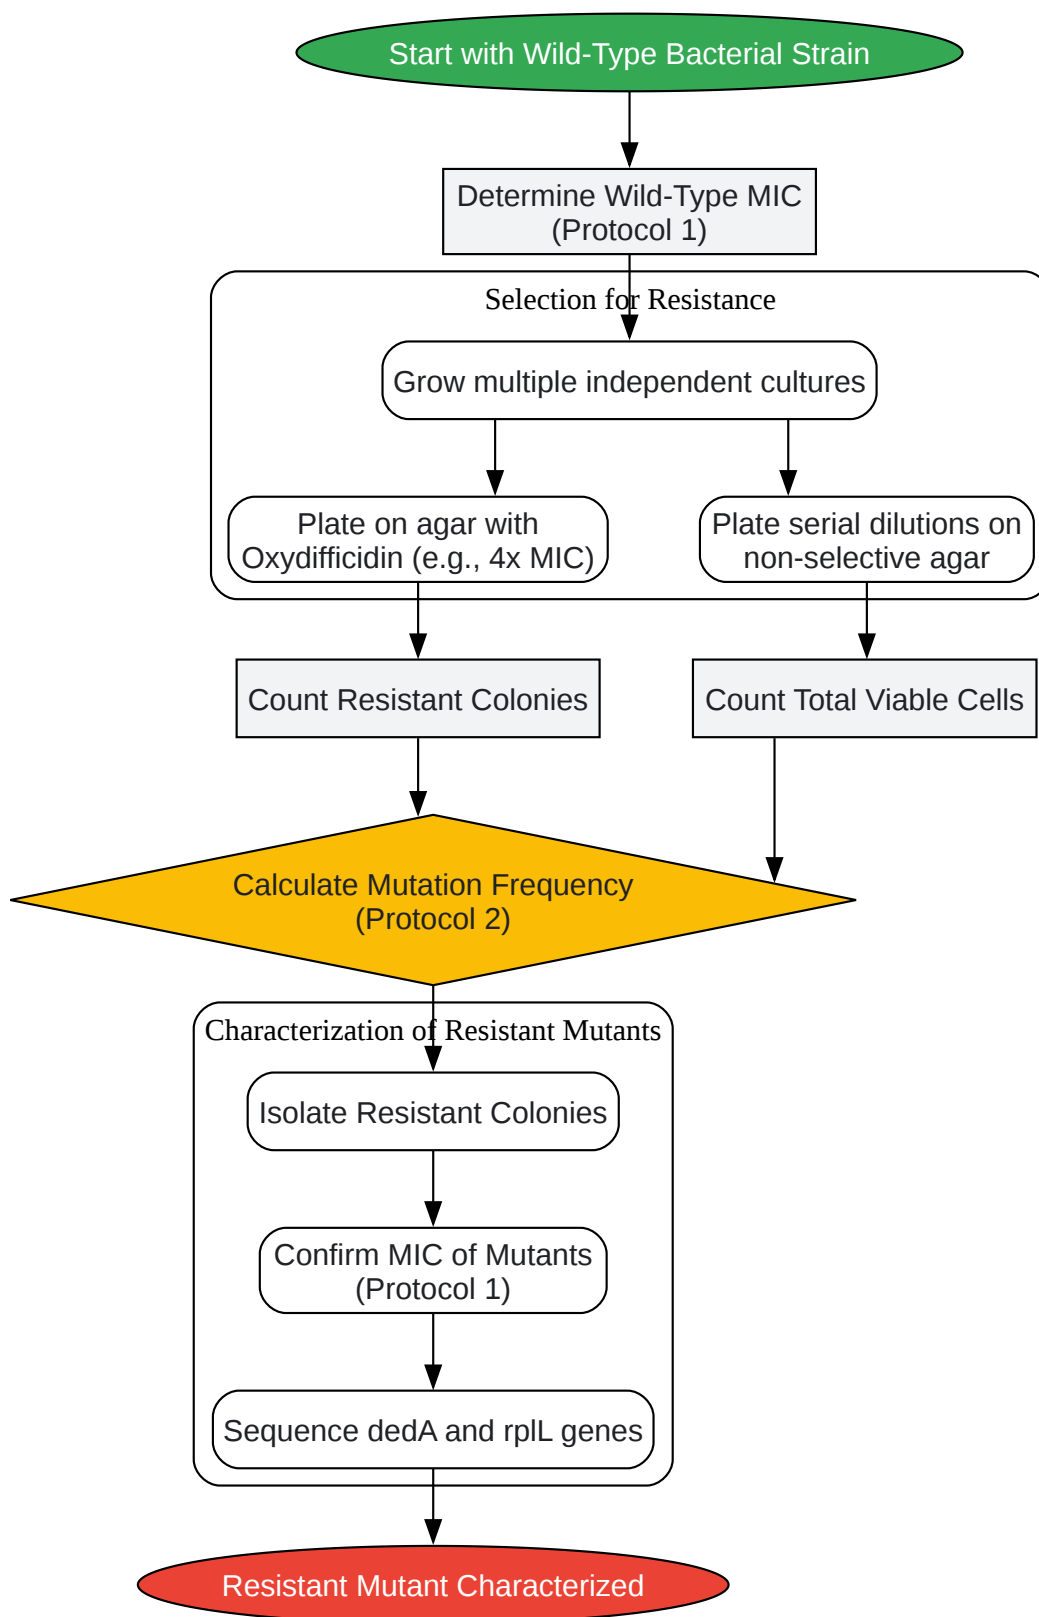 Start with Wild-Type Bacterial Strain
Determine Wild-Type MIC
(Protocol 1)
Selection for Resistance
Grow multiple independent cultures
Plate on agar with
Oxydifficidin (e.g., 4x MIC)
Plate serial dilutions on
non-selective agar
Count Resistant Colonies
Count Total Viable Cells
Calculate Mutation Frequency
(Protocol 2)
Characterization of Resistant Mutants
Isolate Resistant Colonies
Confirm MIC of Mutants
(Protocol 1)
Sequence dedA and rplL genes
Resistant Mutant Characterized